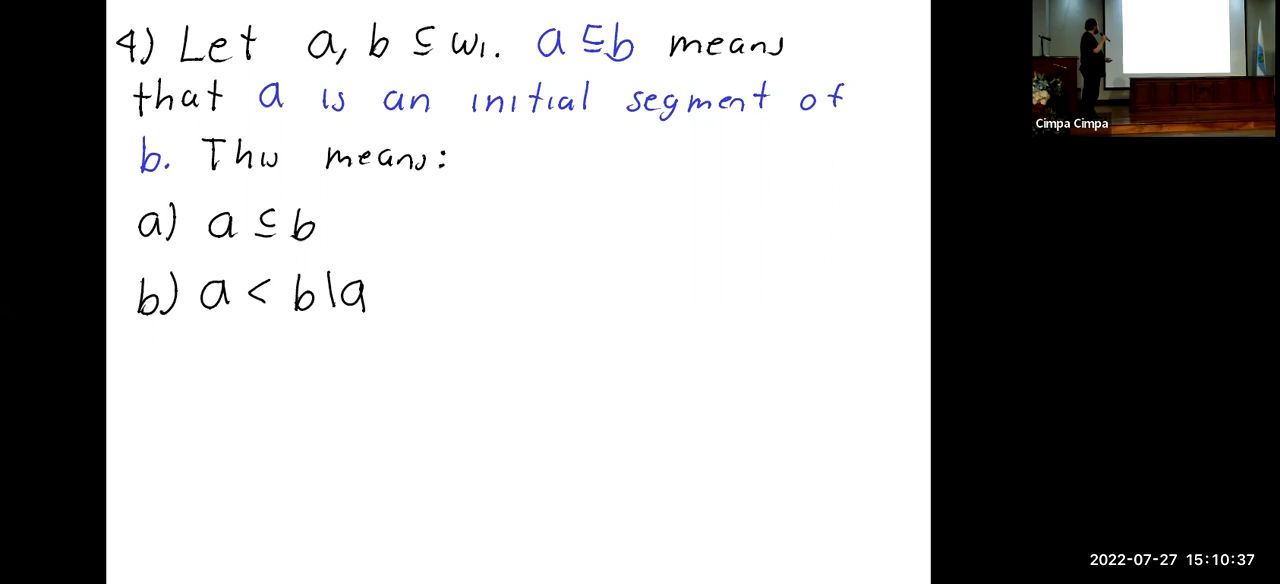 4) Let a, b ⊆ ω₁. a ⊑ b means
that a is an initial segment of
b. This means:
a) a ⊆ b
b) a < b\a
Cimpa Cimpa
2022-07-27 15:10:37